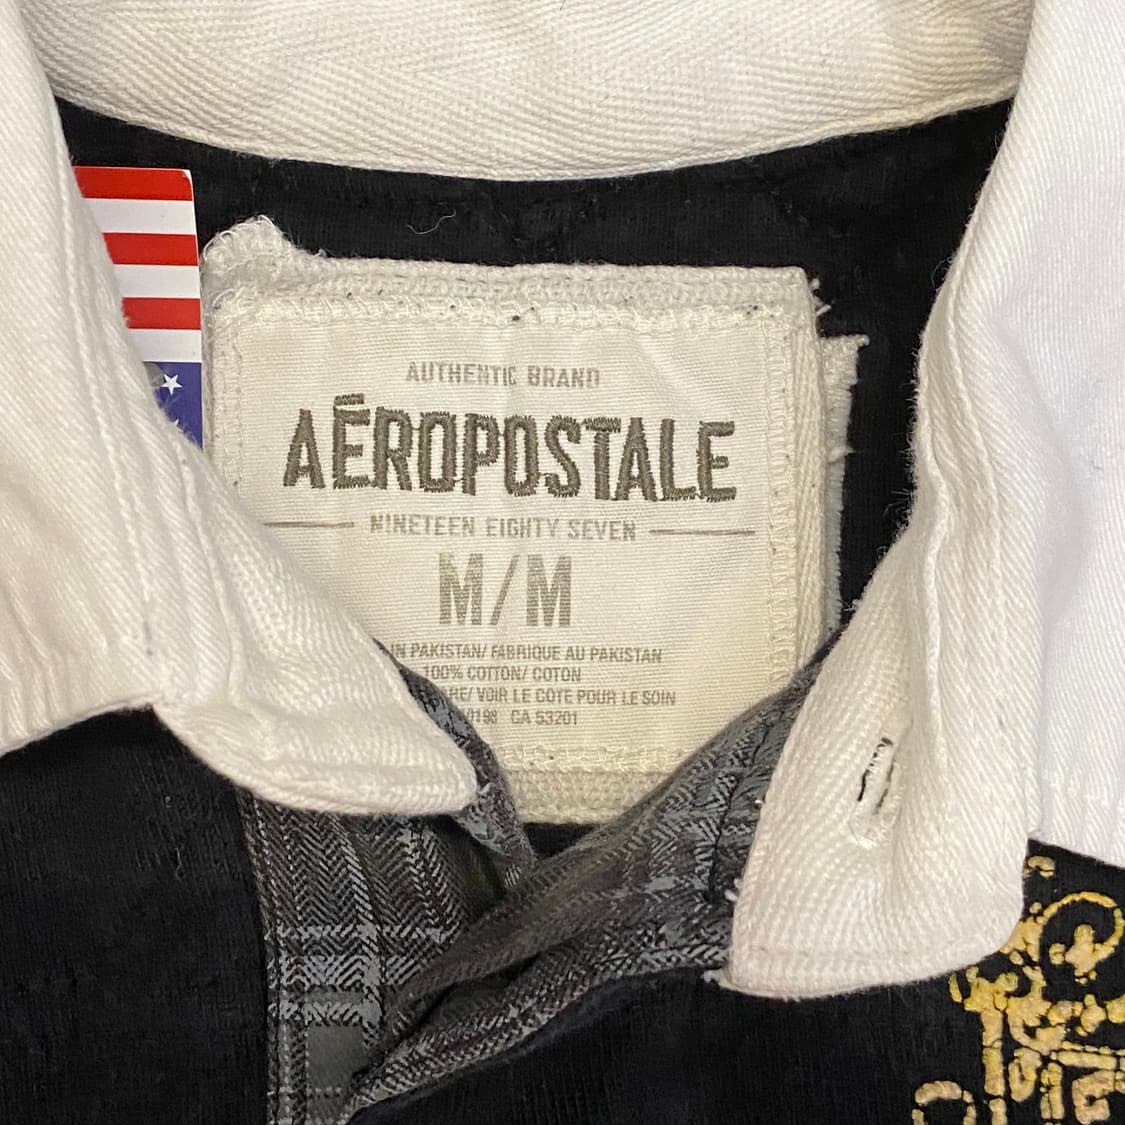 AUTHENTIC BRAND
AÉROPOSTALE
NINETEEN EIGHTY SEVEN
M/M
IN PAKISTAN/ FABRIQUE AU PAKISTAN
100% COTTON/ COTON
VOIR LE COTE POUR LE SOIN
CA 53201